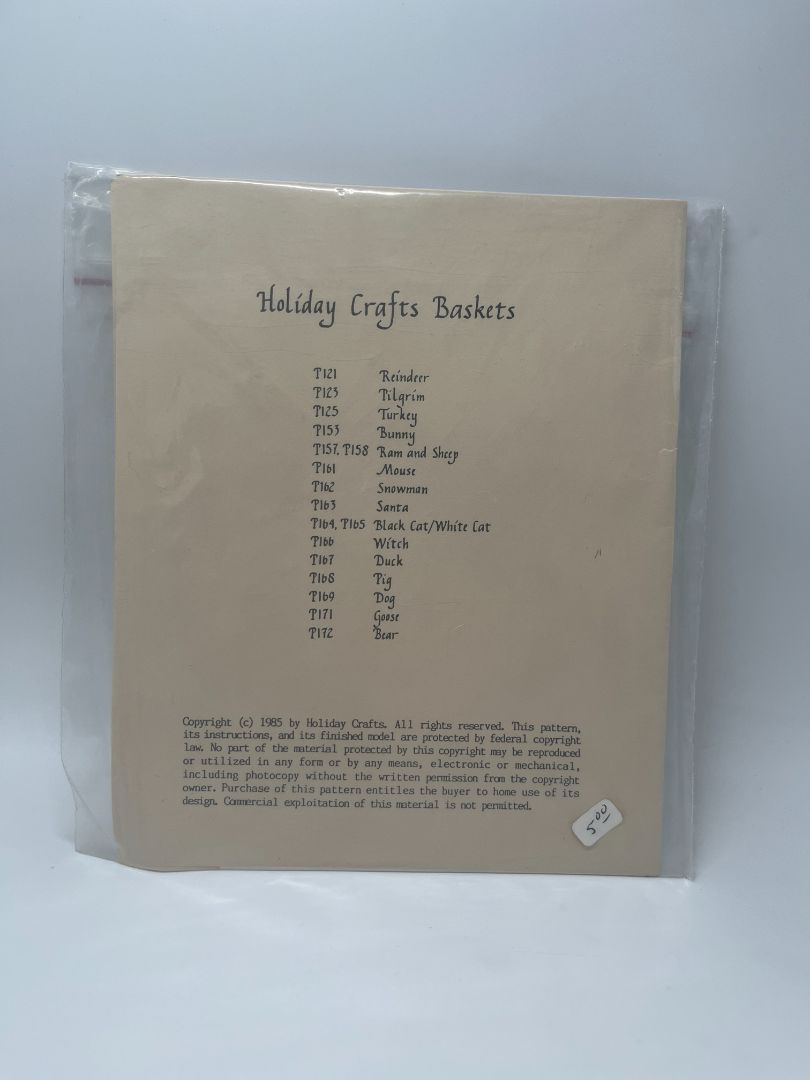 Holiday Crafts Baskets
P121 Reindeer
P123 Pilgrim
P125 Turkey
P153 Bunny
P157, P158 Ram and Sheep
P161 Mouse
P162 Snowman
P163 Santa
P164, P165 Black Cat/White Cat
P166 Witch
P167 Duck
P168 Pig
P169 Dog
P171 Goose
P172 Bear
Copyright (c) 1985 by Holiday Crafts. All rights reserved. This pattern,
its instructions, and its finished model are protected by federal copyright
law. No part of the material protected by this copyright may be reproduced
or utilized in any form or by any means, electronic or mechanical,
including photocopy without the written permission from the copyright
owner. Purchase of this pattern entitles the buyer to home use of its
design. Commercial exploitation of this material is not permitted.
5.00